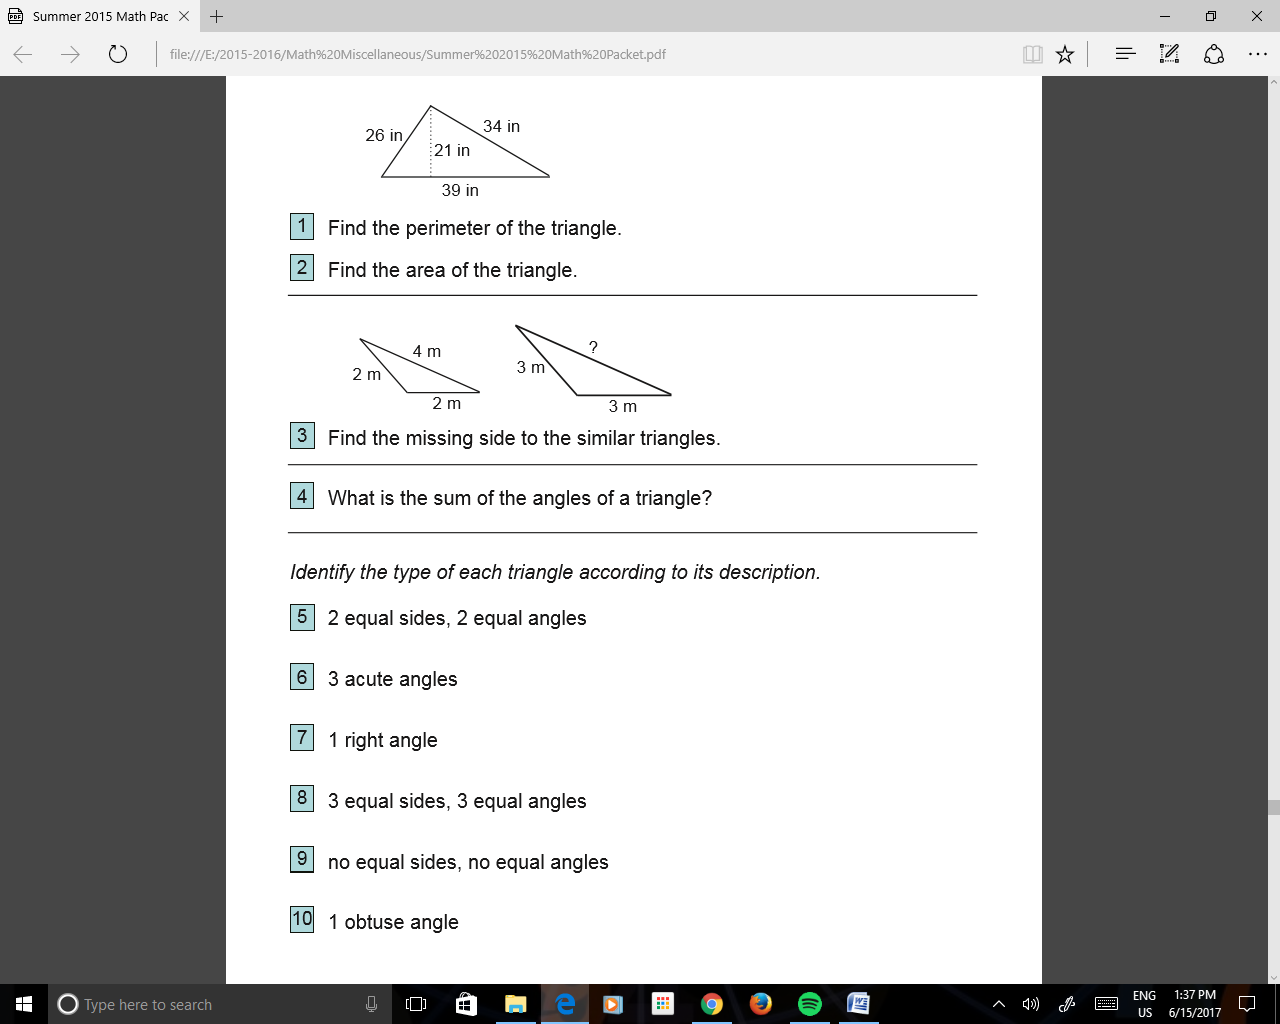 Summer 2015 Math Pac
file:///E:/2015-2016/Math%20Miscellaneous/Summer%202015%20Math%20Packet.pdf
26 in
34 in
21 in
39 in
1 Find the perimeter of the triangle.
2 Find the area of the triangle.
4 m
2 m
2 m
?
3 m
3 m
3 Find the missing side to the similar triangles.
4 What is the sum of the angles of a triangle?
Identify the type of each triangle according to its description.
5 2 equal sides, 2 equal angles
6 3 acute angles
7 1 right angle
8 3 equal sides, 3 equal angles
9 no equal sides, no equal angles
10 1 obtuse angle
Type here to search
ENG
US
1:37 PM
6/15/2017